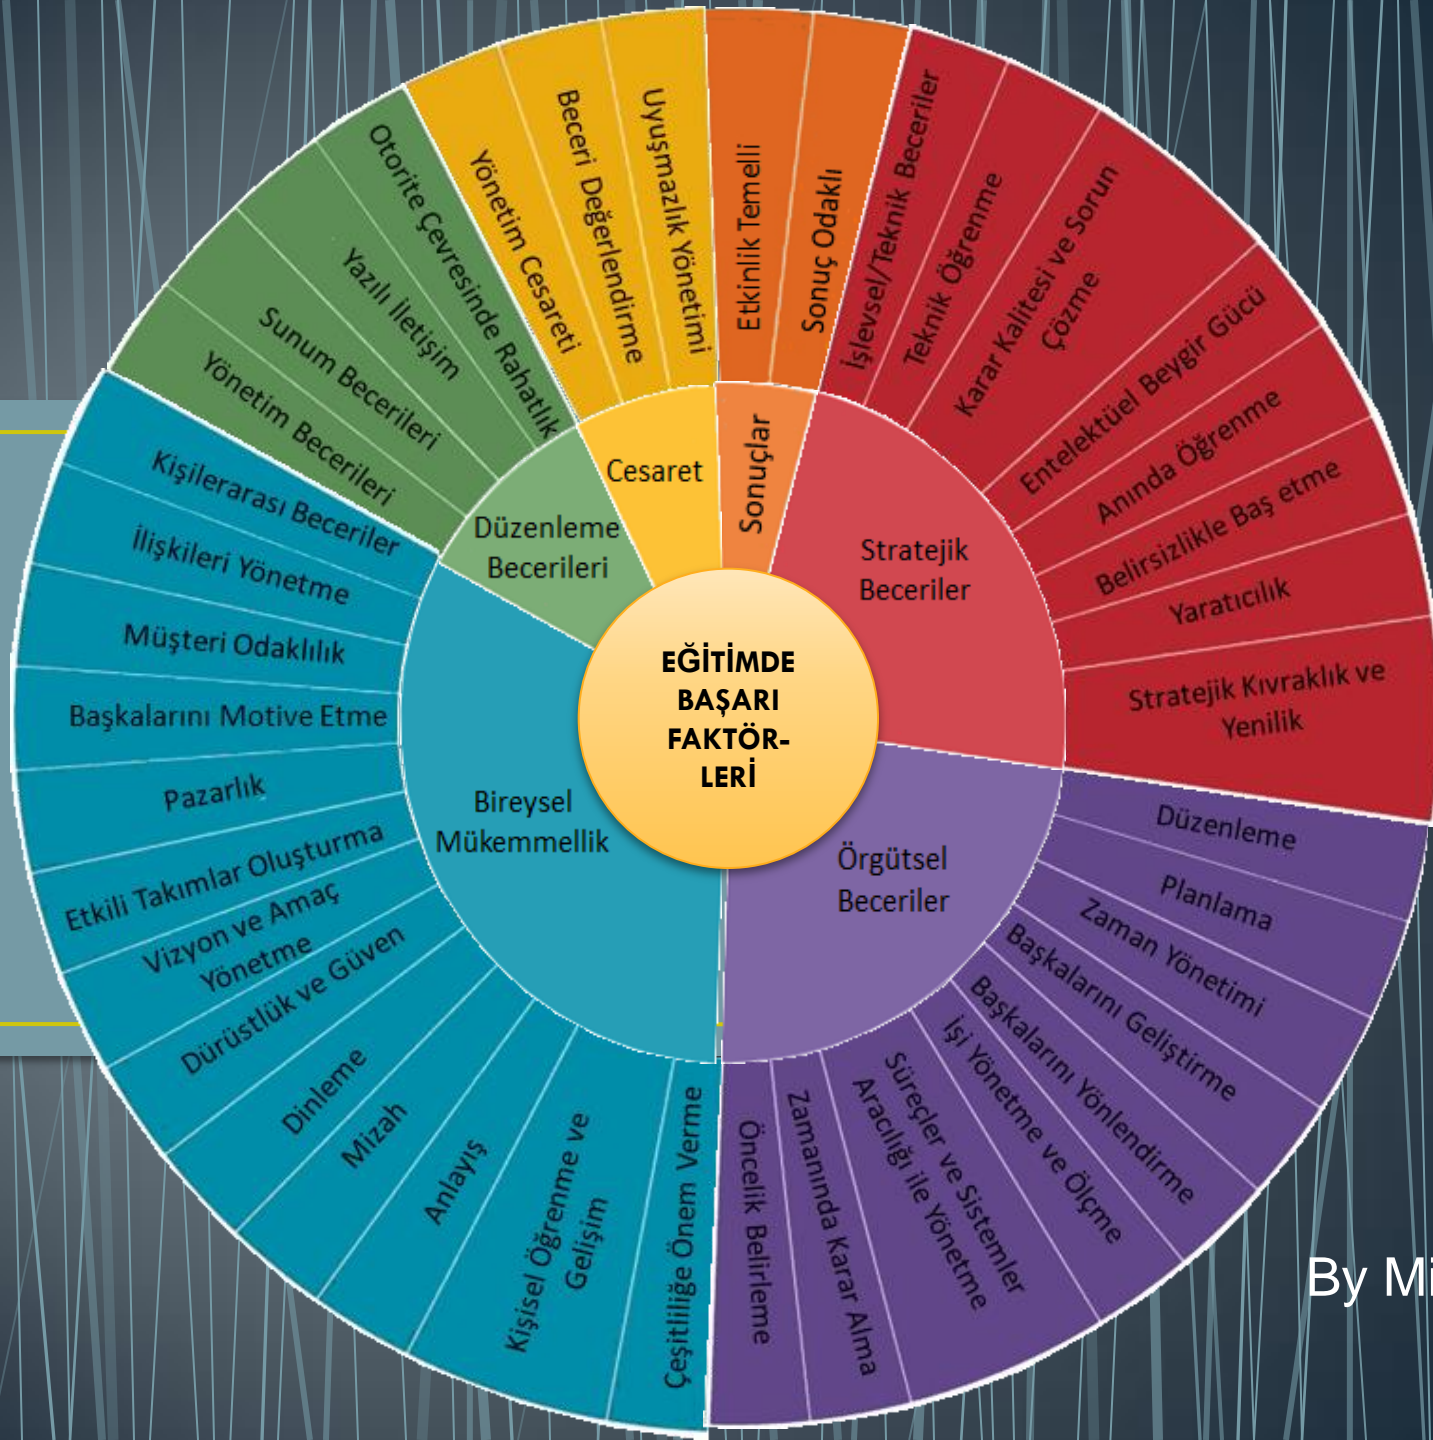 EĞİTİMDE
BAŞARI
FAKTÖR-
LERİ
Sonuçlar
Etkinlik Temelli
Sonuç Odaklı
Stratejik
Beceriler
İşlevsel/Teknik Beceriler
Teknik Öğrenme
Karar Kalitesi ve Sorun
Çözme
Entelektüel Beygir Gücü
Anında Öğrenme
Belirsizlikle Baş etme
Yaratıcılık
Stratejik Kıvraklık ve
Yenilik
Örgütsel
Beceriler
Düzenleme
Planlama
Zaman Yönetimi
Başkalarını Geliştirme
Başkalarını Yönlendirme
İşi Yönetme ve Ölçme
Süreçler ve Sistemler
Aracılığı ile Yönetme
Zamanında Karar Alma
Öncelik Belirleme
Bireysel
Mükemmellik
Çeşitliliğe Önem Verme
Kişisel Öğrenme ve
Gelişim
Anlayış
Mizah
Dinleme
Dürüstlük ve Güven
Vizyon ve Amaç
Yönetme
Etkili Takımlar Oluşturma
Pazarlık
Başkalarını Motive Etme
Müşteri Odaklılık
İlişkileri Yönetme
Kişilerarası Beceriler
Düzenleme
Becerileri
Yönetim Becerileri
Sunum Becerileri
Yazılı İletişim
Otorite Çevresinde Rahatlık
Cesaret
Yönetim Cesareti
Beceri Değerlendirme
Uyuşmazlık Yönetimi
By